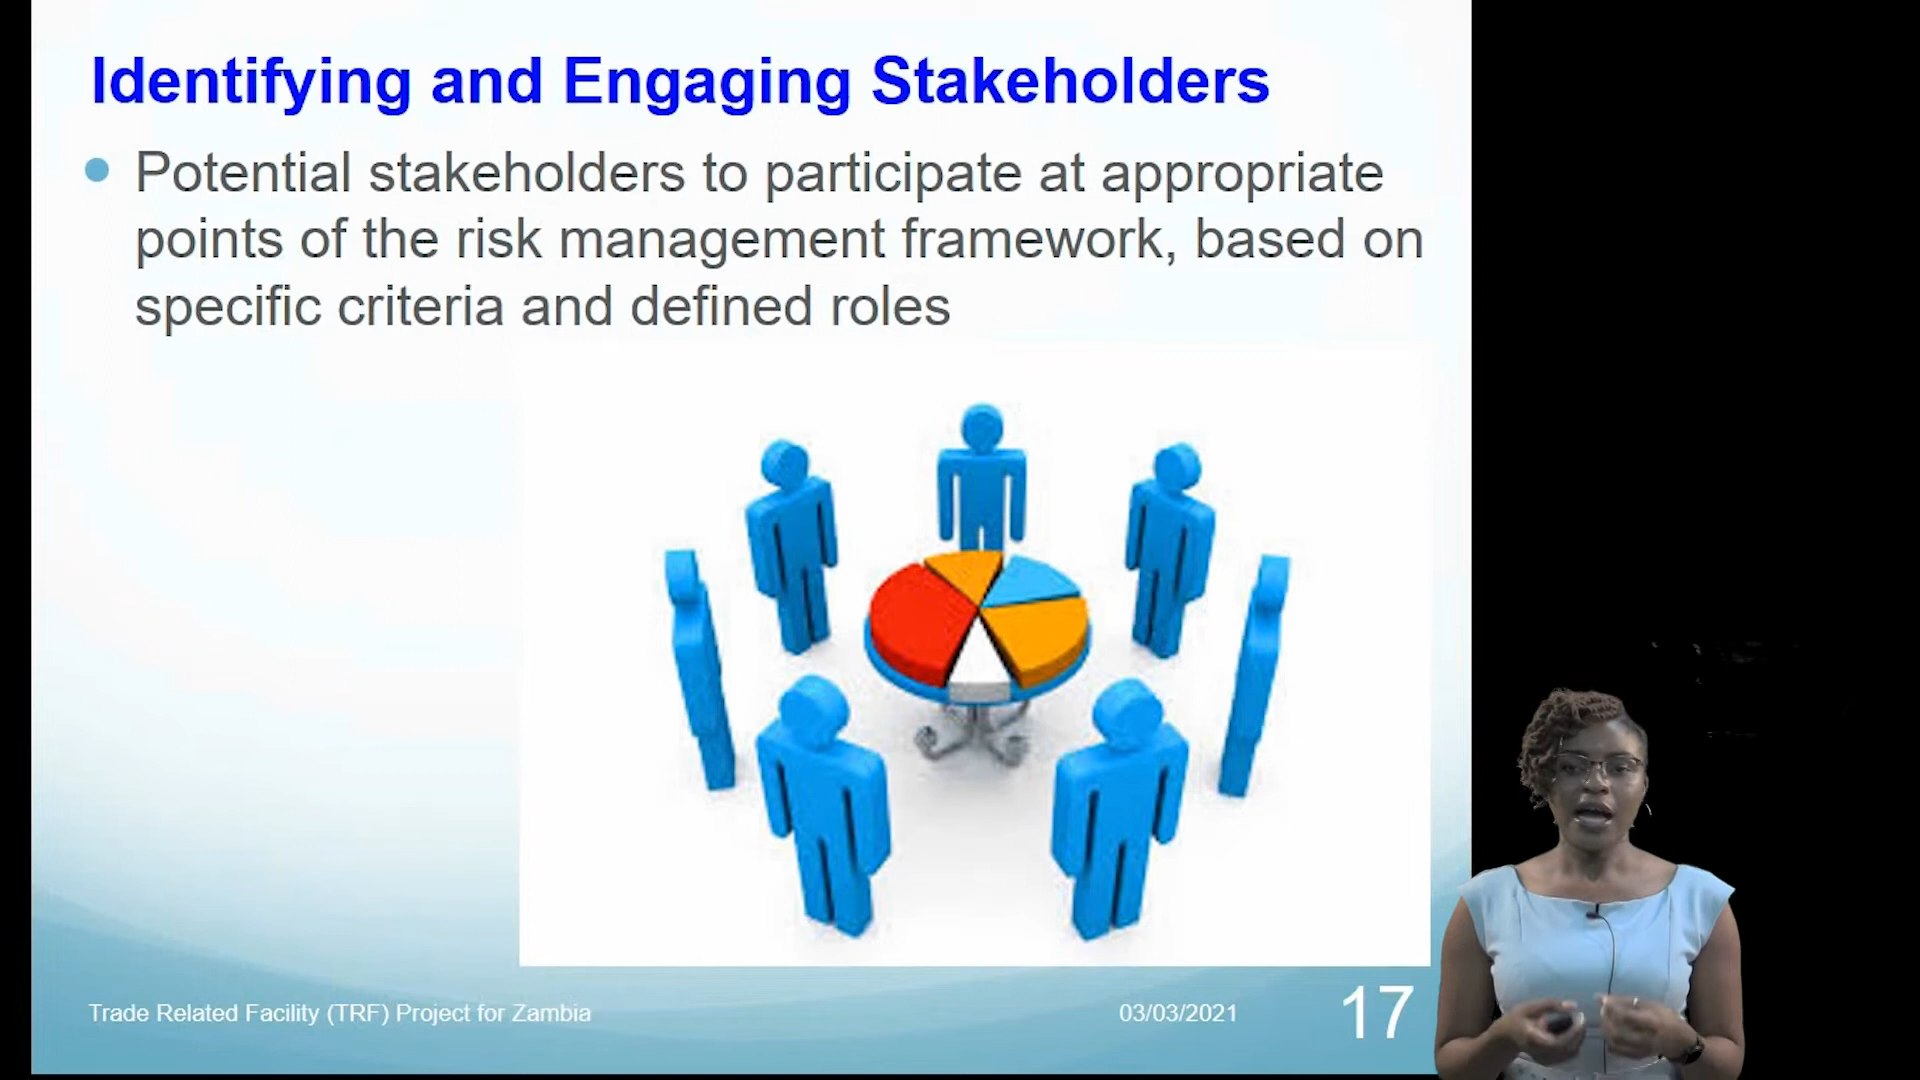 Identifying and Engaging Stakeholders
Potential stakeholders to participate at appropriate
points of the risk management framework, based on
specific criteria and defined roles
Trade Related Facility (TRF) Project for Zambia
03/03/2021
17